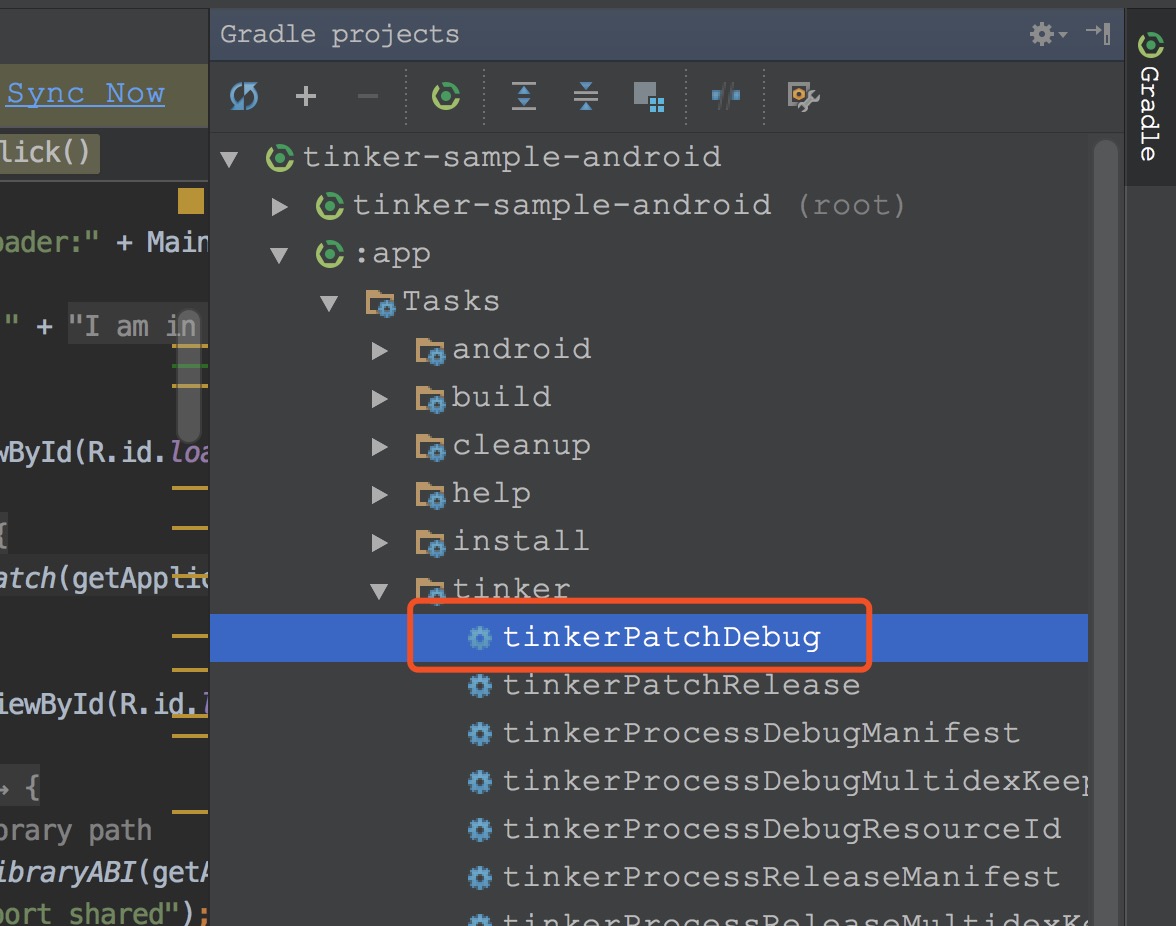 Gradle projects
Sync Now
Gradle
lick()
tinker-sample-android
tinker-sample-android (root)
ader:" + Main
:app
" + "I am in
Tasks
android
build
wById(R.id.loa
cleanup
help
{
install
atch(getApplic
tinker
tinkerPatchDebug
iewById(R.id.l
tinkerPatchRelease
tinkerProcessDebugManifest
{
tinkerProcessDebugMultidexKeep
brary path
tinkerProcessDebugResourceId
ibraryABI(getA
tinkerProcessReleaseManifest
port shared");
tinkerProcessReleaseMultidexKe